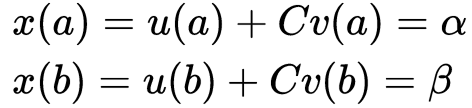 x(a) = u(a) + Cv(a) = α
x(b) = u(b) + Cv(b) = β